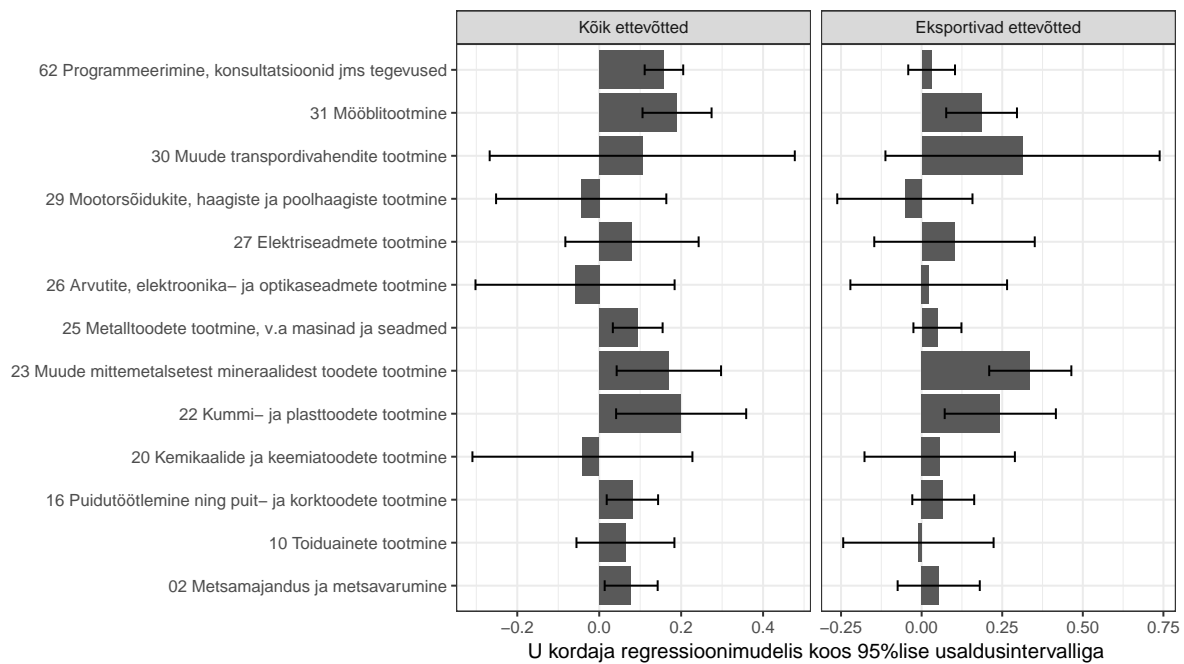 Kõik ettevõtted
Eksportivad ettevõtted
62 Programmeerimine, konsultatsioonid jms tegevused
31 Mööblitootmine
30 Muude transpordivahendite tootmine
29 Mootorsõidukite, haagiste ja poolhaagiste tootmine
27 Elektriseadmete tootmine
26 Arvutite, elektroonika− ja optikaseadmete tootmine
25 Metalltoodete tootmine, v.a masinad ja seadmed
23 Muude mittemetalsetest mineraalidest toodete tootmine
22 Kummi− ja plasttoodete tootmine
20 Kemikaalide ja keemiatoodete tootmine
16 Puidutöötlemine ning puit− ja korktoodete tootmine
10 Toiduainete tootmine
02 Metsamajandus ja metsavarumine
−0.2 0.0 0.2 0.4
−0.25 0.00 0.25 0.50 0.75
U kordaja regressioonimudelis koos 95%lise usaldusintervalliga